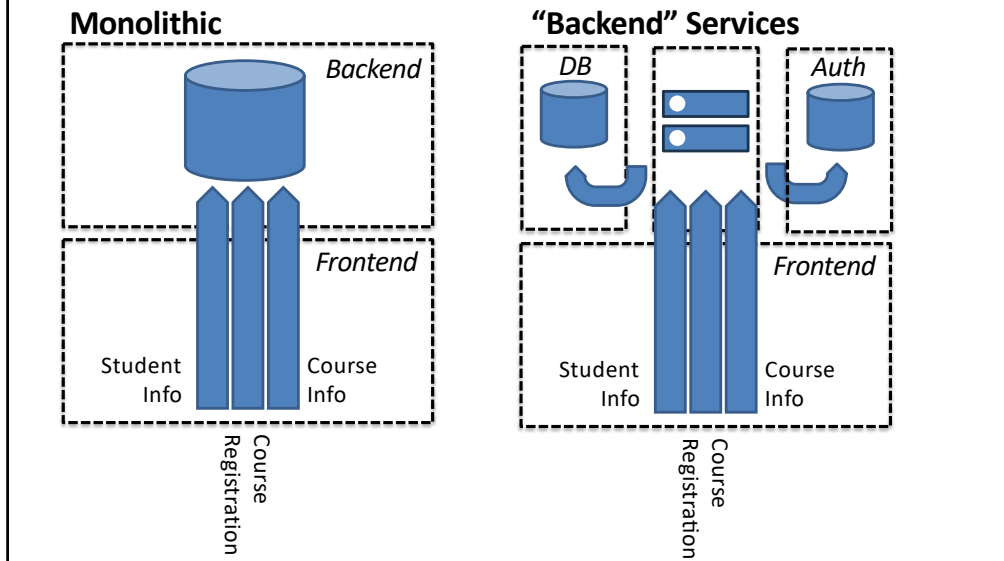 Monolithic
Backend
Frontend
Student
Info
Course
Info
Course
Registration
“Backend” Services
DB
Auth
Frontend
Student
Info
Course
Info
Course
Registration